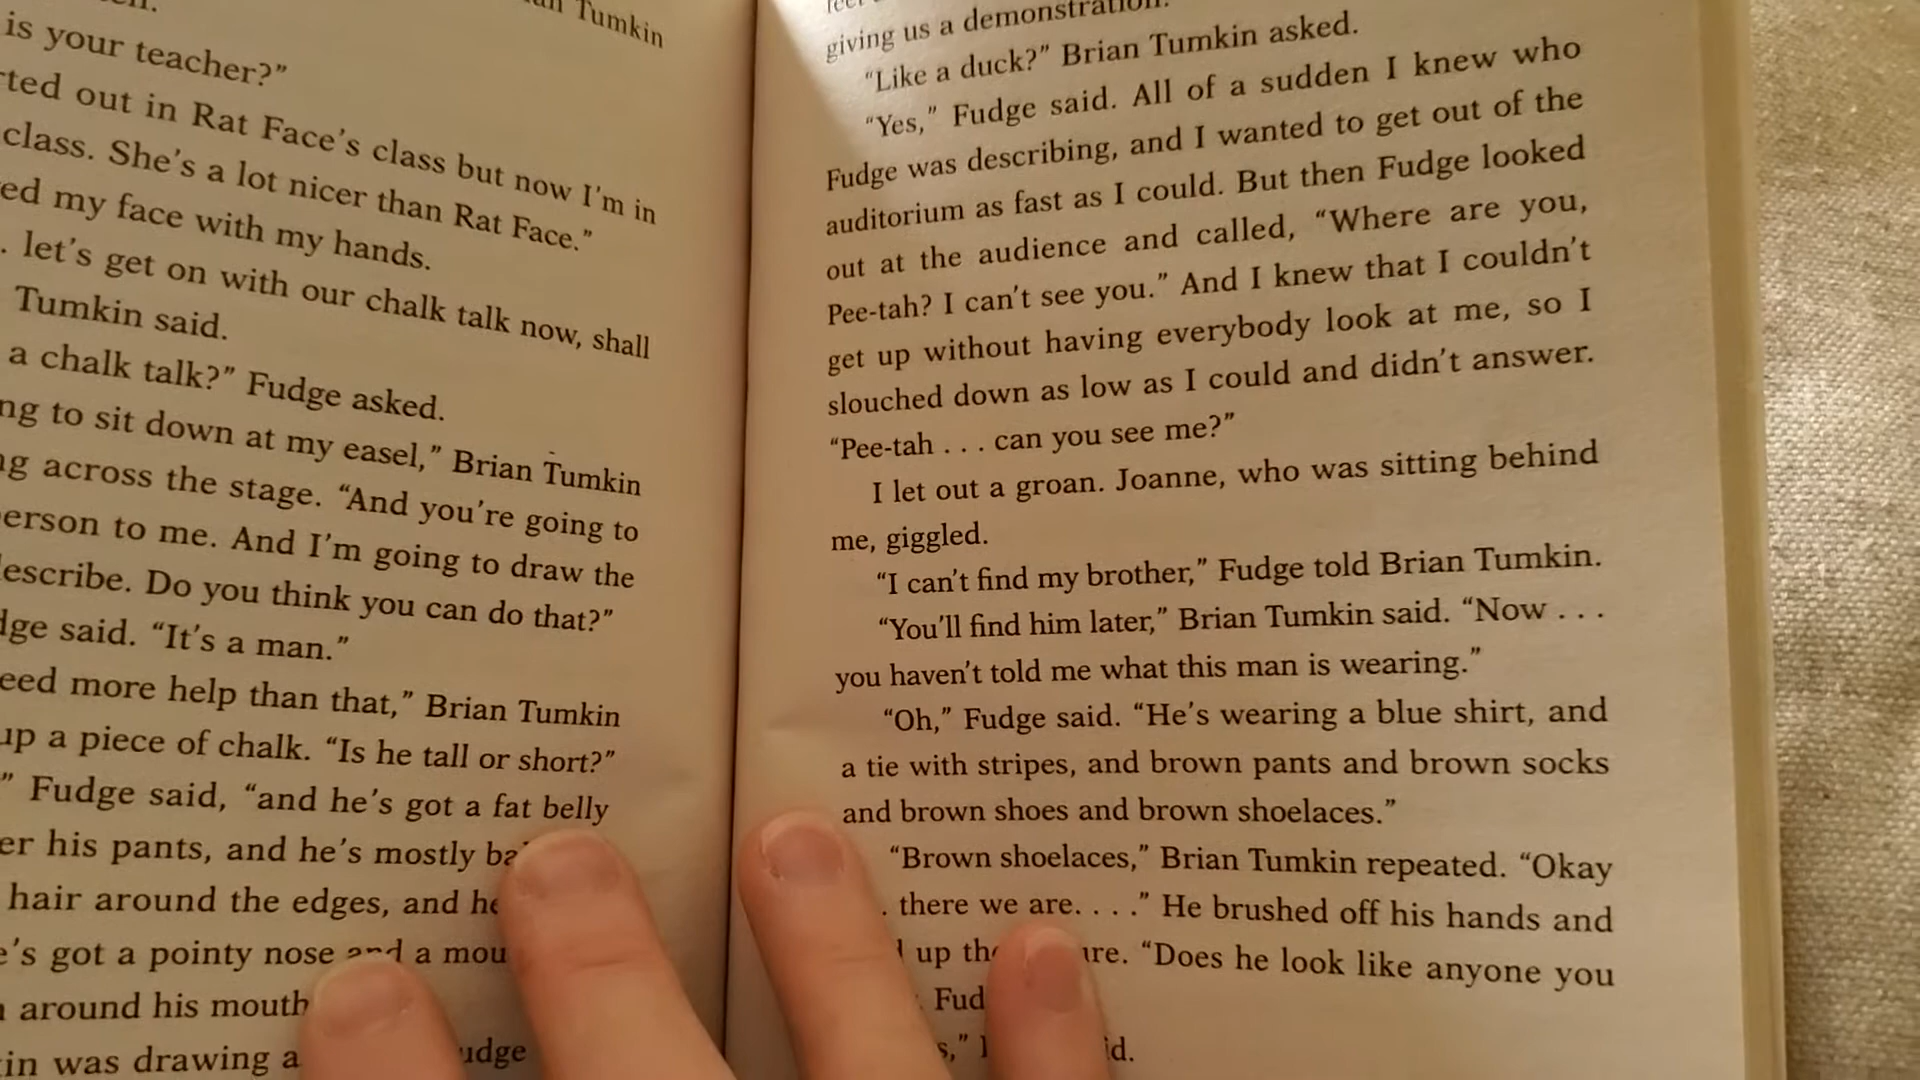 Tumkin
is your teacher?”
out in Rat Face’s class but now I’m in
class. She’s a lot nicer than Rat Face.”
my face with my hands.
. let’s get on with our chalk talk now, shall
Tumkin said.
a chalk talk?” Fudge asked.
to sit down at my easel,” Brian Tumkin
across the stage. “And you’re going to
to me. And I’m going to draw the
Do you think you can do that?”
said. “It’s a man.”
more help than that,” Brian Tumkin
up a piece of chalk. “Is he tall or short?”
” Fudge said, “and he’s got a fat belly
his pants, and he’s mostly
hair around the edges, and
got a pointy nose and a
around his mouth
was drawing
giving us a demonstration.
“Like a duck?” Brian Tumkin asked.
“Yes,” Fudge said. All of a sudden I knew who
Fudge was describing, and I wanted to get out of the
auditorium as fast as I could. But then Fudge looked
out at the audience and called, “Where are you,
Pee-tah? I can’t see you.” And I knew that I couldn’t
get up without having everybody look at me, so I
slouched down as low as I could and didn’t answer.
“Pee-tah . . . can you see me?”
I let out a groan. Joanne, who was sitting behind
me, giggled.
“I can’t find my brother,” Fudge told Brian Tumkin.
“You’ll find him later,” Brian Tumkin said. “Now . . .
you haven’t told me what this man is wearing.”
“Oh,” Fudge said. “He’s wearing a blue shirt, and
a tie with stripes, and brown pants and brown socks
and brown shoes and brown shoelaces.”
“Brown shoelaces,” Brian Tumkin repeated. “Okay
. there we are. . . .” He brushed off his hands and
up “Does he look like anyone you